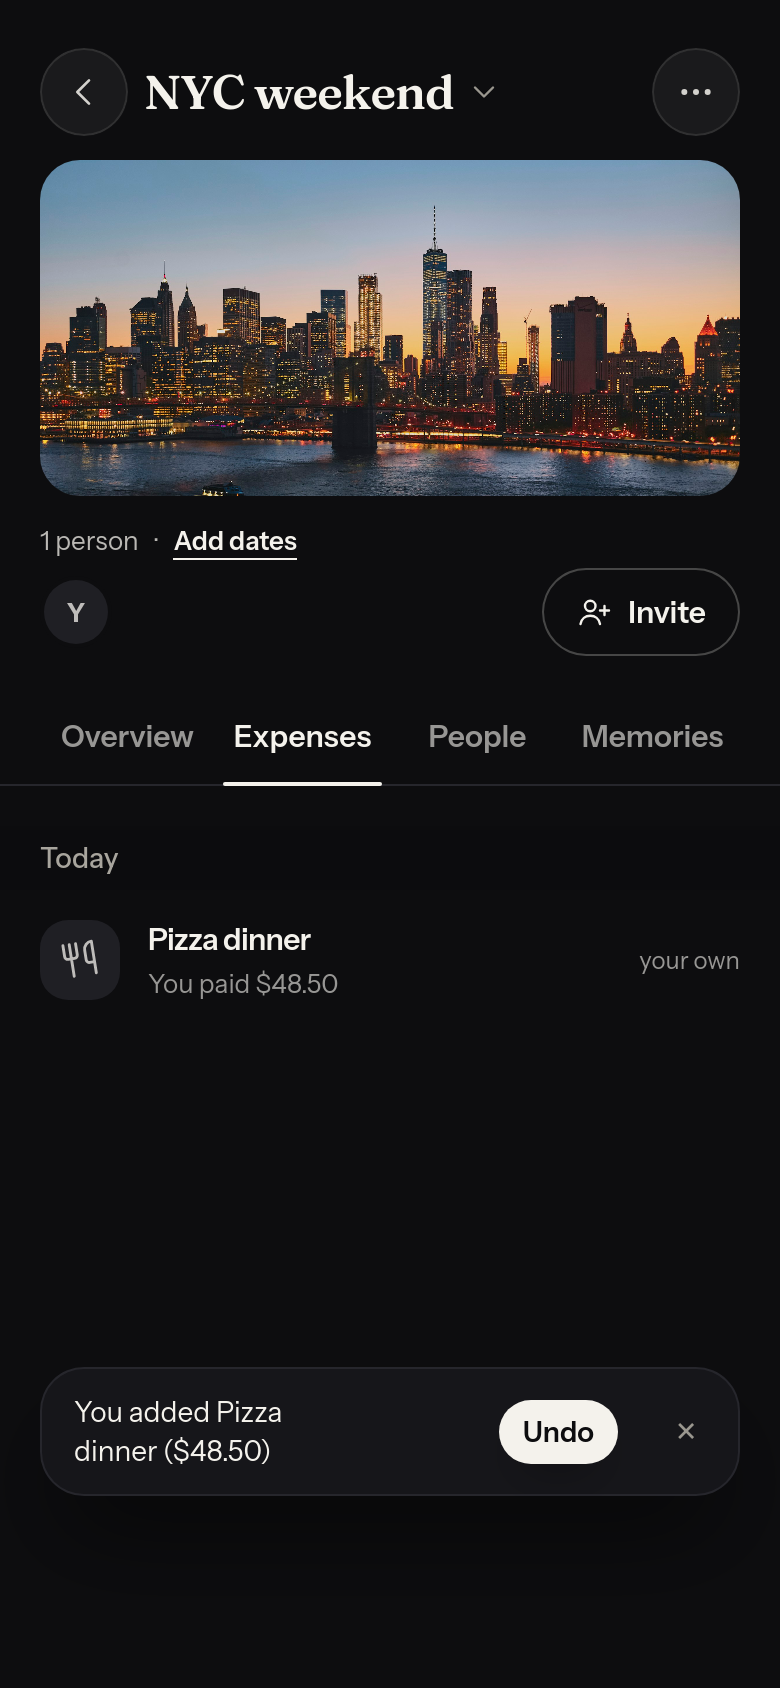 NYC weekend
1 person · Add dates
Y
Invite
Overview Expenses People Memories
Today
Pizza dinner
You paid $48.50
your own
You added Pizza
dinner ($48.50)
Undo